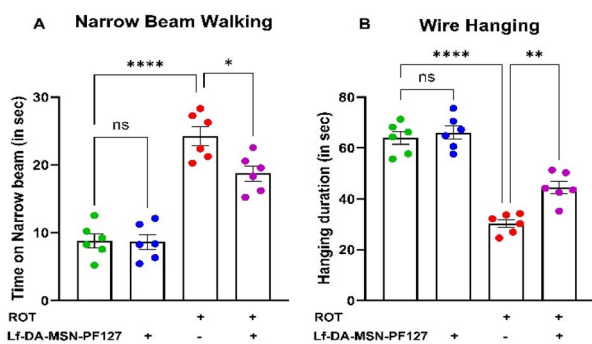 A Narrow Beam Walking
****
*
ns
Time on Narrow beam (in sec)
30
20
10
0
ROT + +
Lf-DA-MSN-PF127 + - +
B Wire Hanging
****
**
ns
Hanging duration (in sec)
80
60
40
20
0
ROT + +
Lf-DA-MSN-PF127 + - +